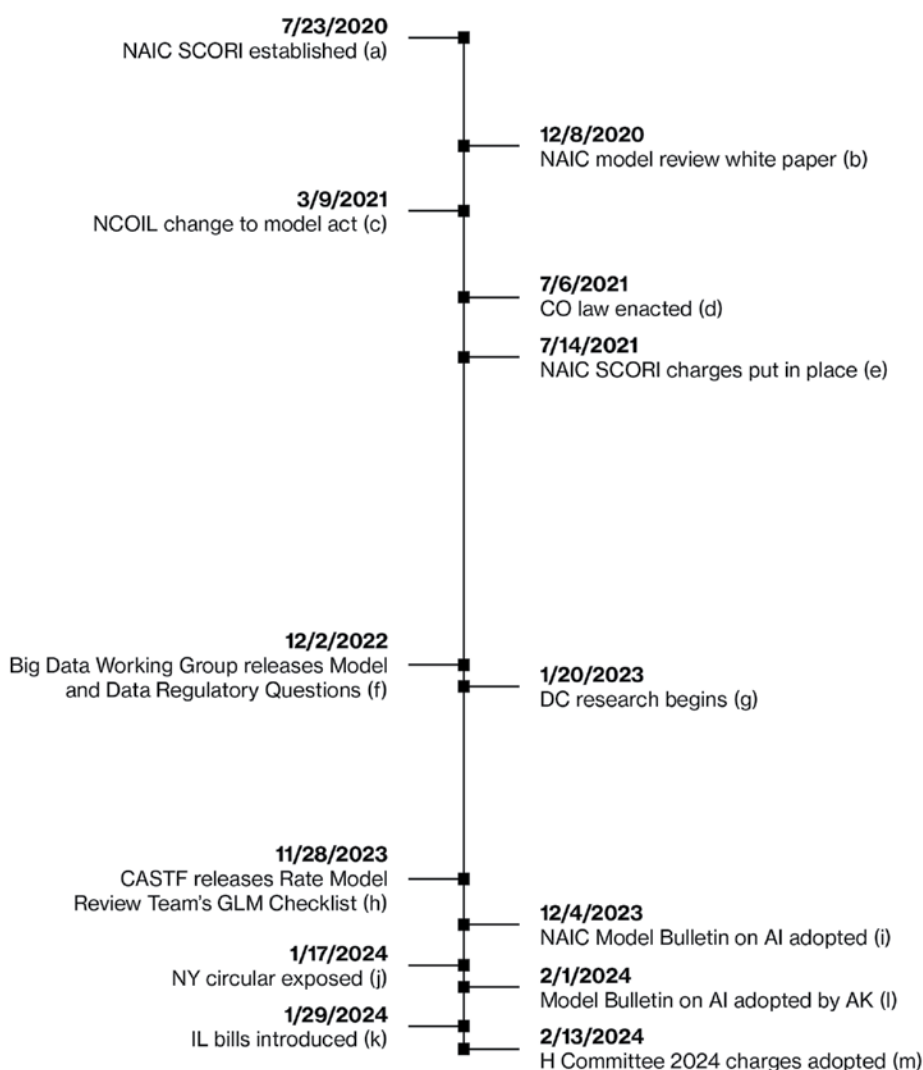 7/23/2020
NAIC SCORI established (a)
12/8/2020
NAIC model review white paper (b)
3/9/2021
NCOIL change to model act (c)
7/6/2021
CO law enacted (d)
7/14/2021
NAIC SCORI charges put in place (e)
12/2/2022
Big Data Working Group releases Model
and Data Regulatory Questions (f)
1/20/2023
DC research begins (g)
11/28/2023
CASTF releases Rate Model
Review Team’s GLM Checklist (h)
12/4/2023
NAIC Model Bulletin on AI adopted (i)
1/17/2024
NY circular exposed (j)
2/1/2024
Model Bulletin on AI adopted by AK (l)
1/29/2024
IL bills introduced (k)
2/13/2024
H Committee 2024 charges adopted (m)